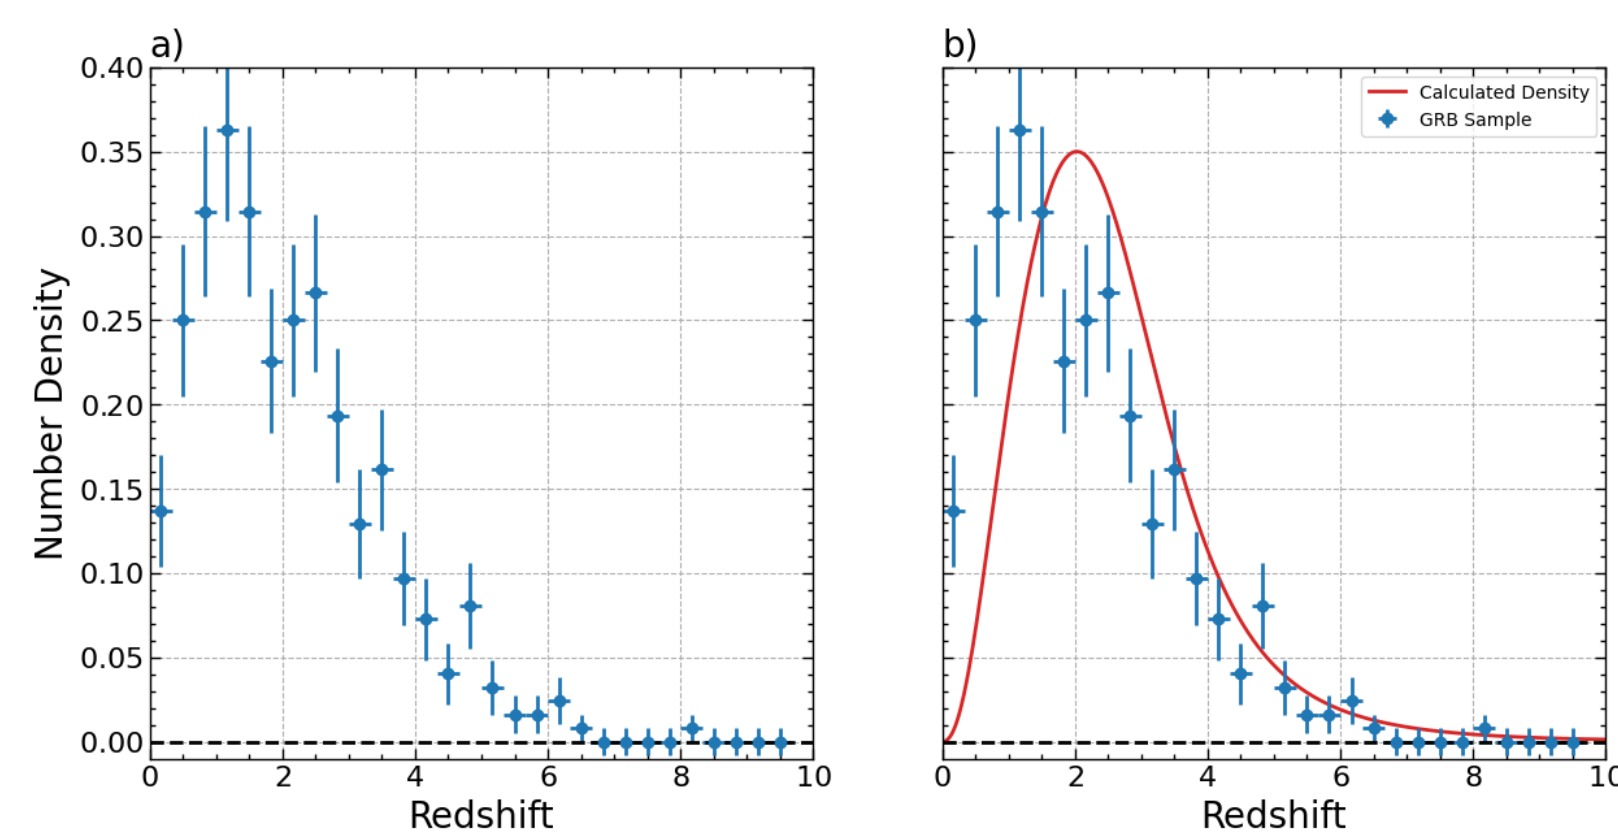 a)
0.40
0.35
0.30
0.25
0.20
0.15
0.10
0.05
0.00
Number Density
0 2 4 6 8 10
Redshift
b)
Calculated Density
GRB Sample
0 2 4 6 8 10
Redshift